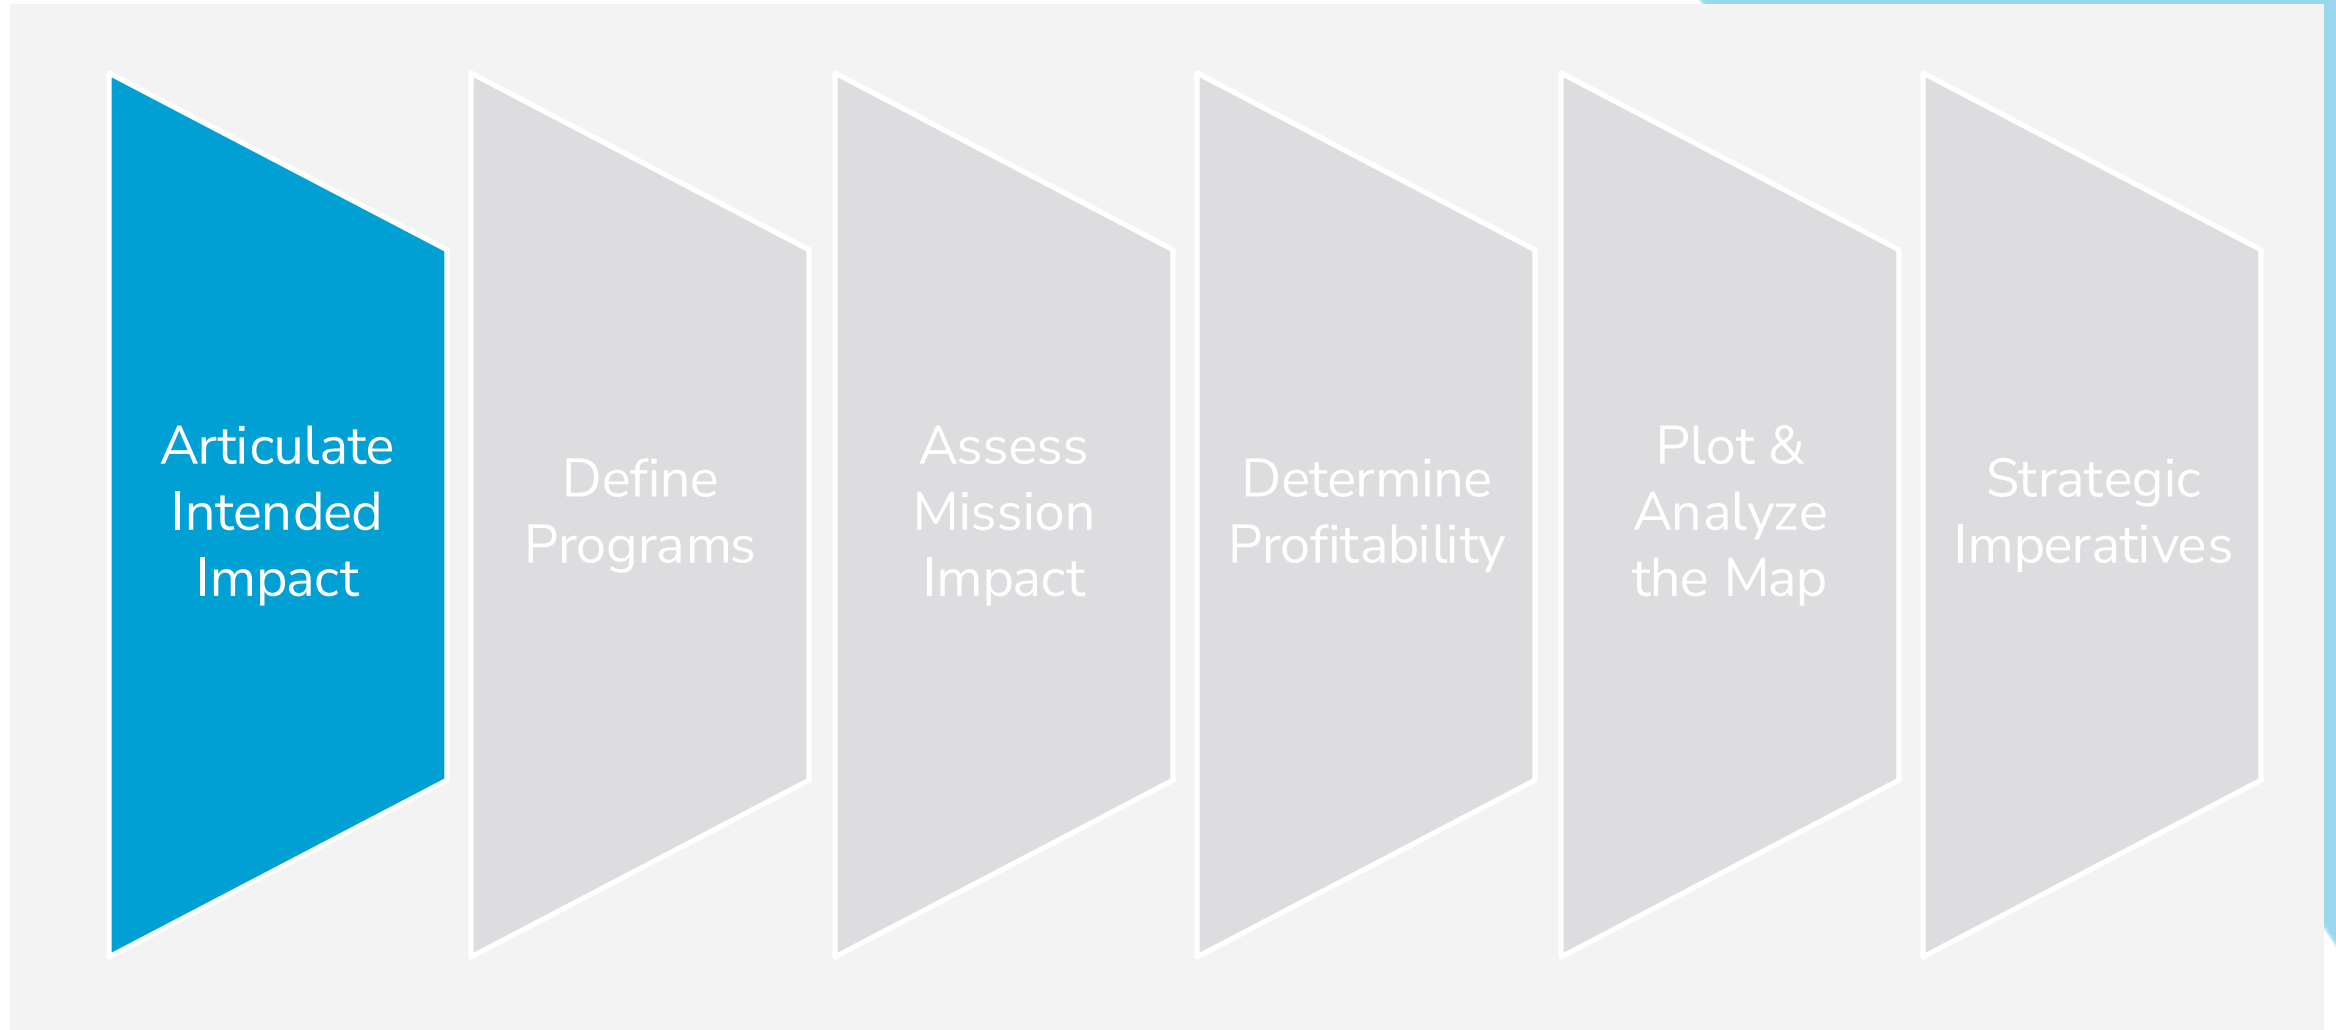 Articulate
Intended
Impact
Define
Programs
Assess
Mission
Impact
Determine
Profitability
Plot &
Analyze
the Map
Strategic
Imperatives